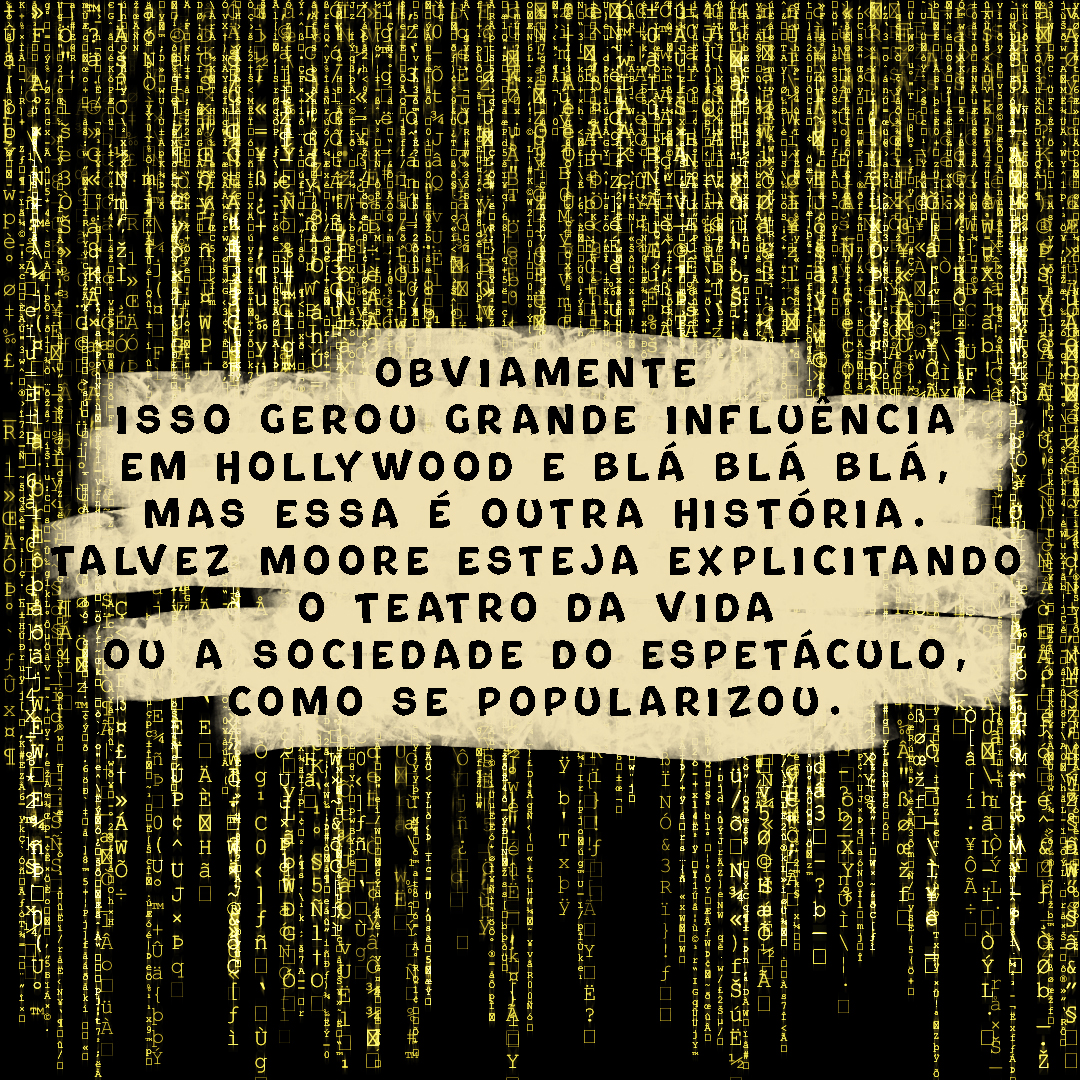 OBVIAMENTE
ISSO GEROU GRANDE INFLUÊNCIA
EM HOLLYWOOD E BLÁ BLÁ BLÁ,
MAS ESSA É OUTRA HISTÓRIA.
TALVEZ MOORE ESTEJA EXPLICITANDO
O TEATRO DA VIDA
OU A SOCIEDADE DO ESPETÁCULO,
COMO SE POPULARIZOU.